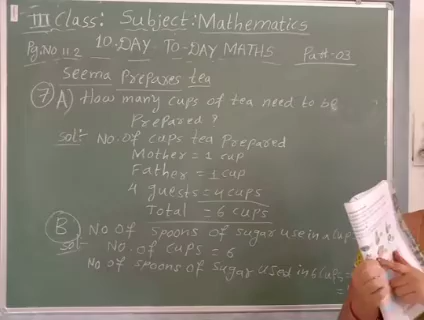 III Class: Subject: Mathematics
Pg. No 112 10-DAY TO-DAY MATHS Part-03
Seema Prepares tea
7 A) How many cups of tea need to be
Prepared ?
Sol:- No. of cups tea prepared
Mother = 1 cup
Father = 1 cup
4 guests = 4 cups
Total = 6 cups
B) No of spoons of sugar use in a cup
Sol:- No. of cups = 6
No of spoons of sugar used in 6 cups =
=